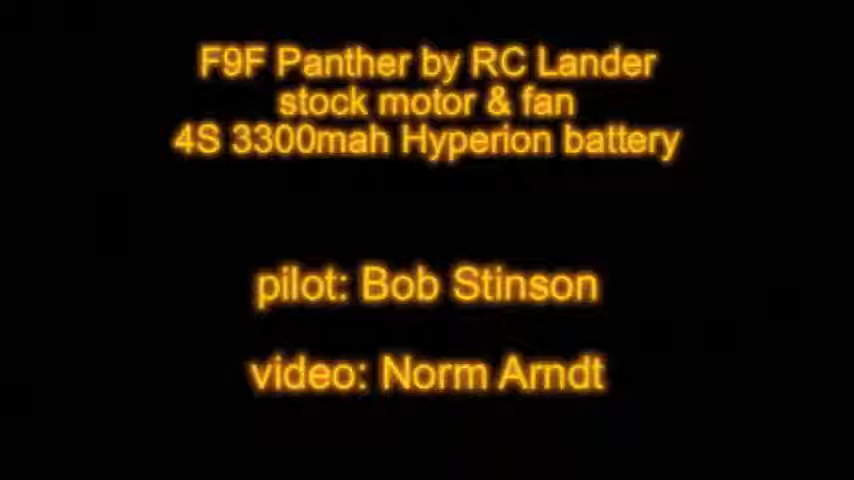 F9F Panther by RC Lander
stock motor & fan
4S 3300mah Hyperion battery
pilot: Bob Stinson
video: Norm Arndt